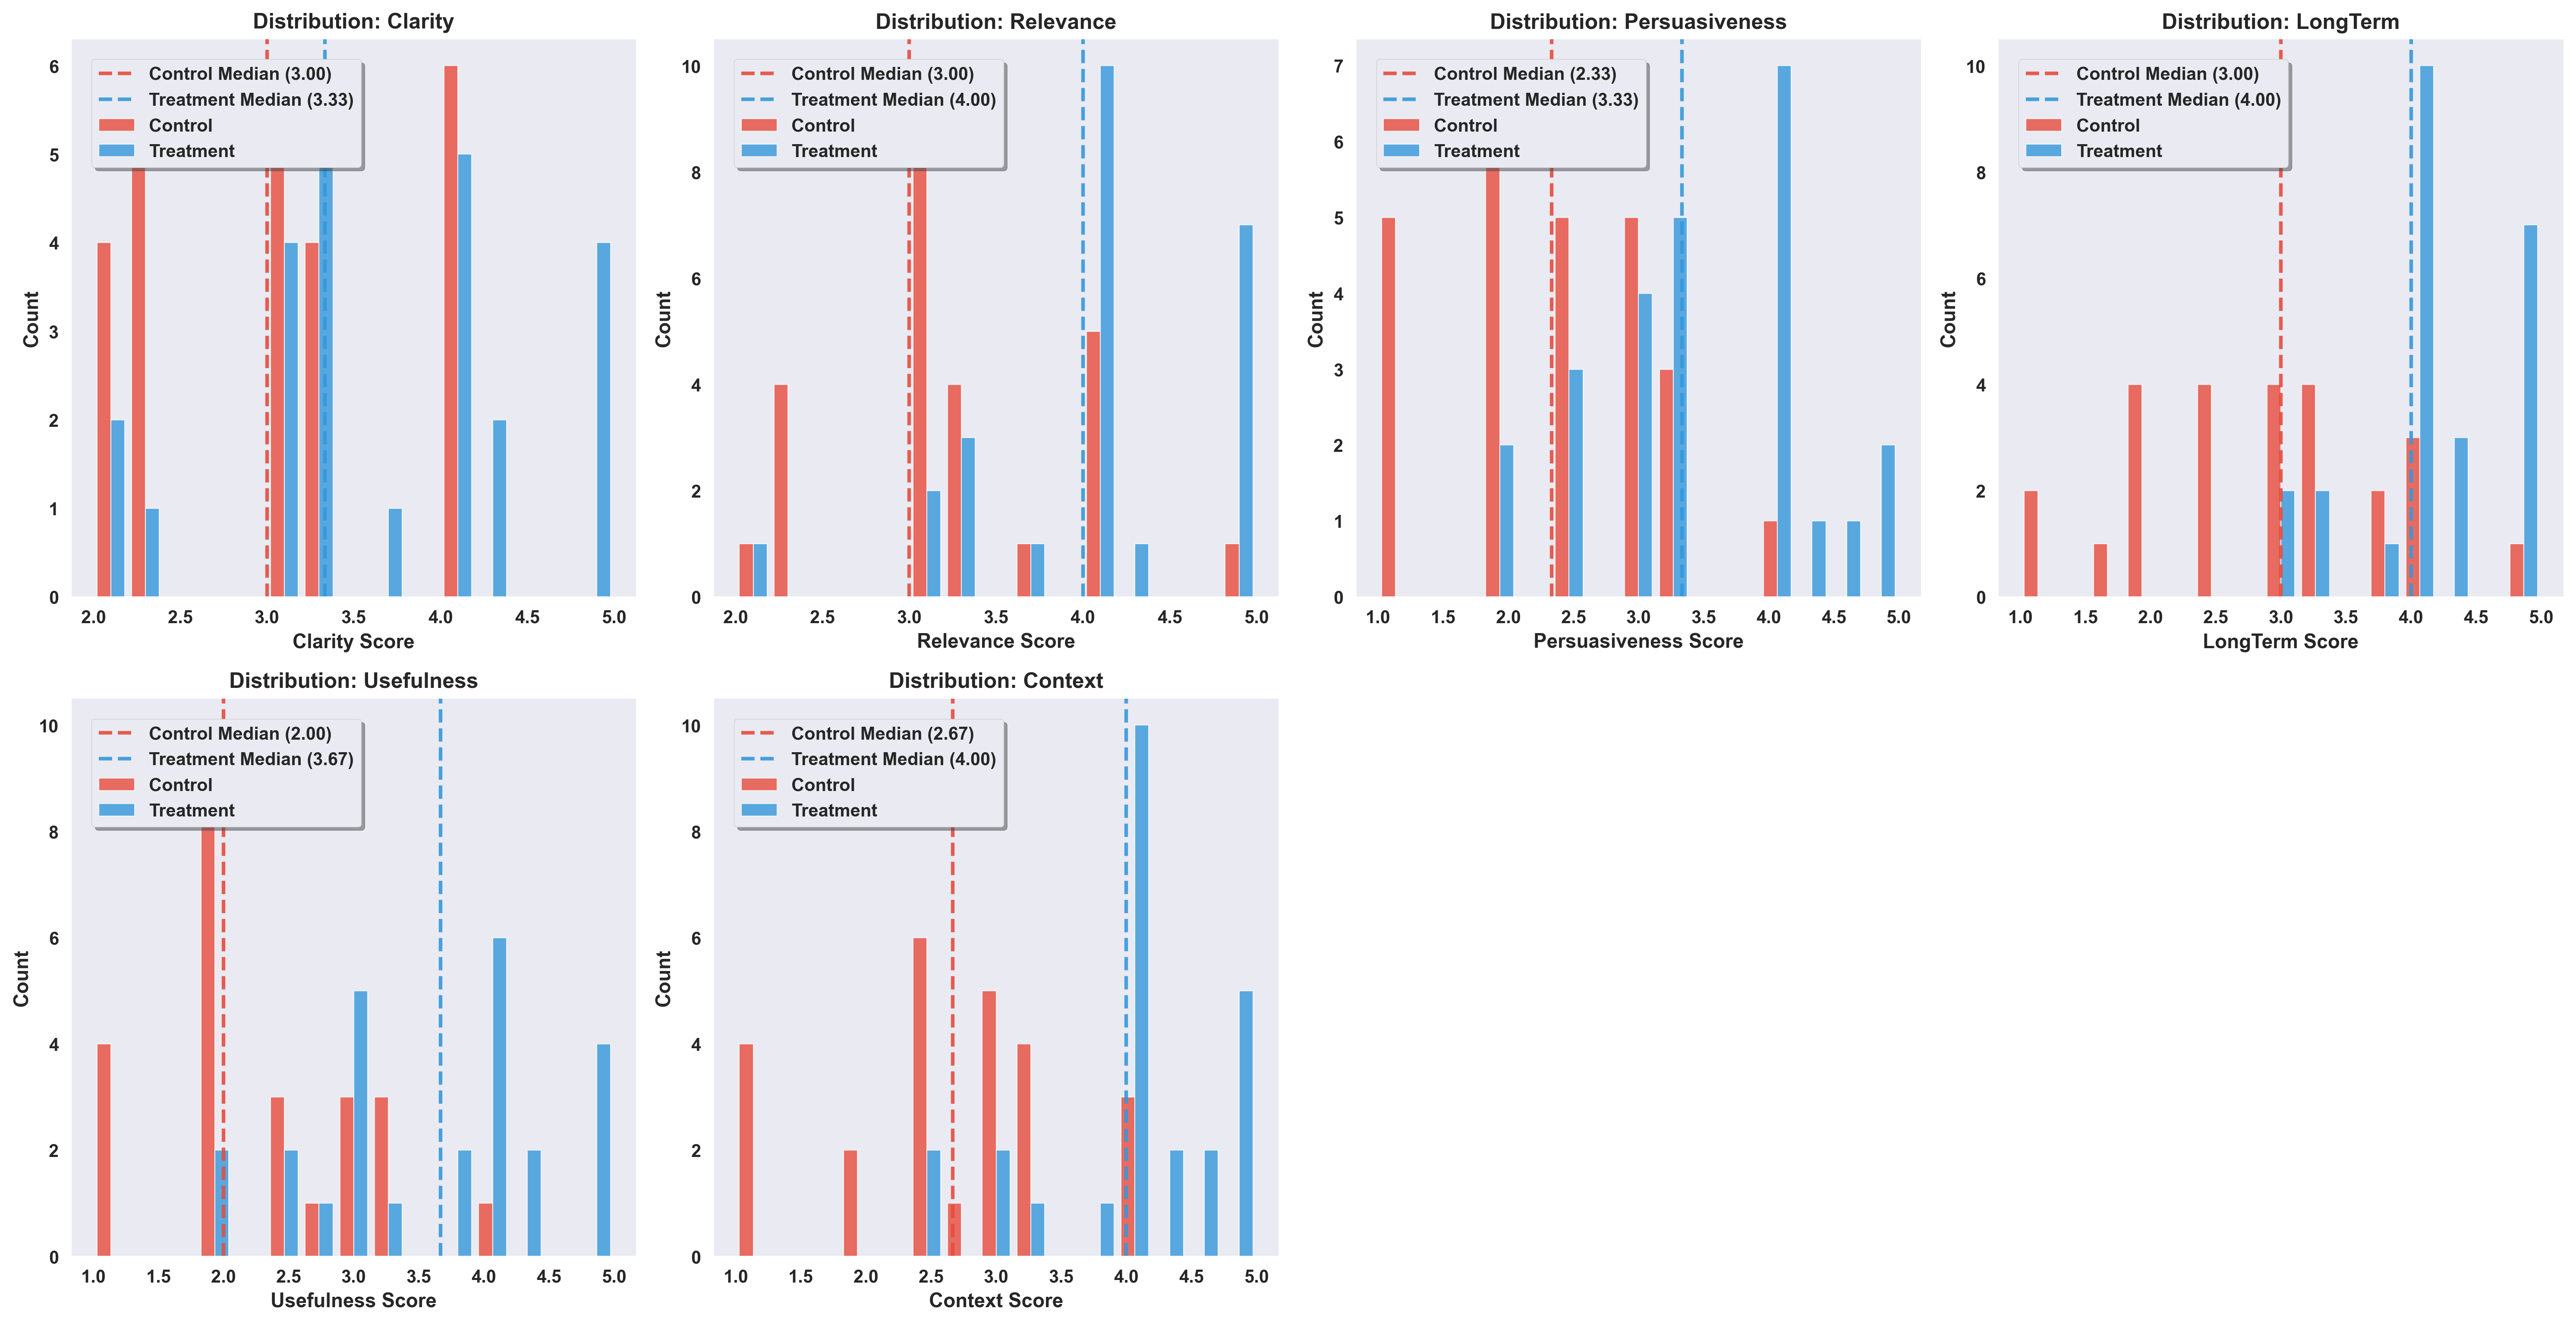 Distribution: Clarity
Control Median (3.00)
Treatment Median (3.33)
Control
Treatment
Count
6
5
4
3
2
1
0
2.0 2.5 3.0 3.5 4.0 4.5 5.0
Clarity Score
Distribution: Relevance
Control Median (3.00)
Treatment Median (4.00)
Control
Treatment
Count
10
8
6
4
2
0
2.0 2.5 3.0 3.5 4.0 4.5 5.0
Relevance Score
Distribution: Persuasiveness
Control Median (2.33)
Treatment Median (3.33)
Control
Treatment
Count
7
6
5
4
3
2
1
0
1.0 1.5 2.0 2.5 3.0 3.5 4.0 4.5 5.0
Persuasiveness Score
Distribution: LongTerm
Control Median (3.00)
Treatment Median (4.00)
Control
Treatment
Count
10
8
6
4
2
0
1.0 1.5 2.0 2.5 3.0 3.5 4.0 4.5 5.0
LongTerm Score
Distribution: Usefulness
Control Median (2.00)
Treatment Median (3.67)
Control
Treatment
Count
10
8
6
4
2
0
1.0 1.5 2.0 2.5 3.0 3.5 4.0 4.5 5.0
Usefulness Score
Distribution: Context
Control Median (2.67)
Treatment Median (4.00)
Control
Treatment
Count
10
8
6
4
2
0
1.0 1.5 2.0 2.5 3.0 3.5 4.0 4.5 5.0
Context Score